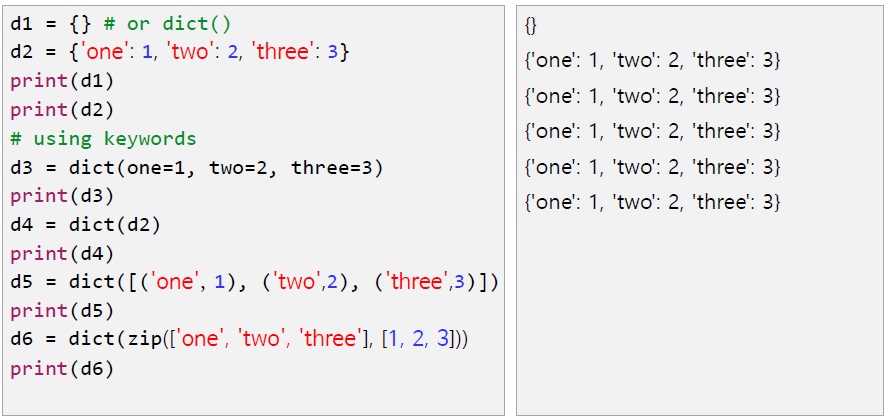 d1 = {} # or dict()
d2 = {'one': 1, 'two': 2, 'three': 3}
print(d1)
print(d2)
# using keywords
d3 = dict(one=1, two=2, three=3)
print(d3)
d4 = dict(d2)
print(d4)
d5 = dict([('one', 1), ('two',2), ('three',3)])
print(d5)
d6 = dict(zip(['one', 'two', 'three'], [1, 2, 3]))
print(d6)
{}
{'one': 1, 'two': 2, 'three': 3}
{'one': 1, 'two': 2, 'three': 3}
{'one': 1, 'two': 2, 'three': 3}
{'one': 1, 'two': 2, 'three': 3}
{'one': 1, 'two': 2, 'three': 3}